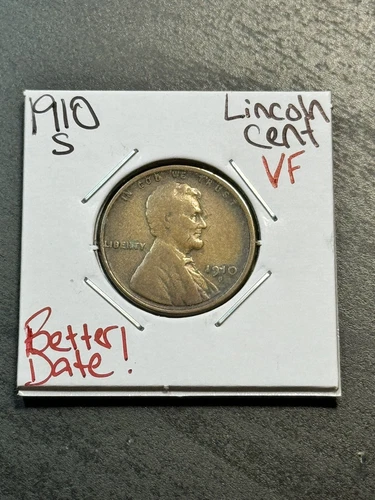 1910
S
Lincoln
Cent
VF
IN GOD WE TRUST
LIBERTY
1910
S
Better
Date!